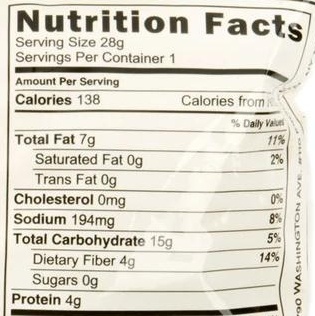 Nutrition Facts
Serving Size 28g
Servings Per Container 1
Amount Per Serving
Calories 138 Calories from
% Daily Value
Total Fat 7g 11%
Saturated Fat 0g 2%
Trans Fat 0g
Cholesterol 0mg 0%
Sodium 194mg 8%
Total Carbohydrate 15g 5%
Dietary Fiber 4g 14%
Sugars 0g
Protein 4g
WASHINGTON AVE